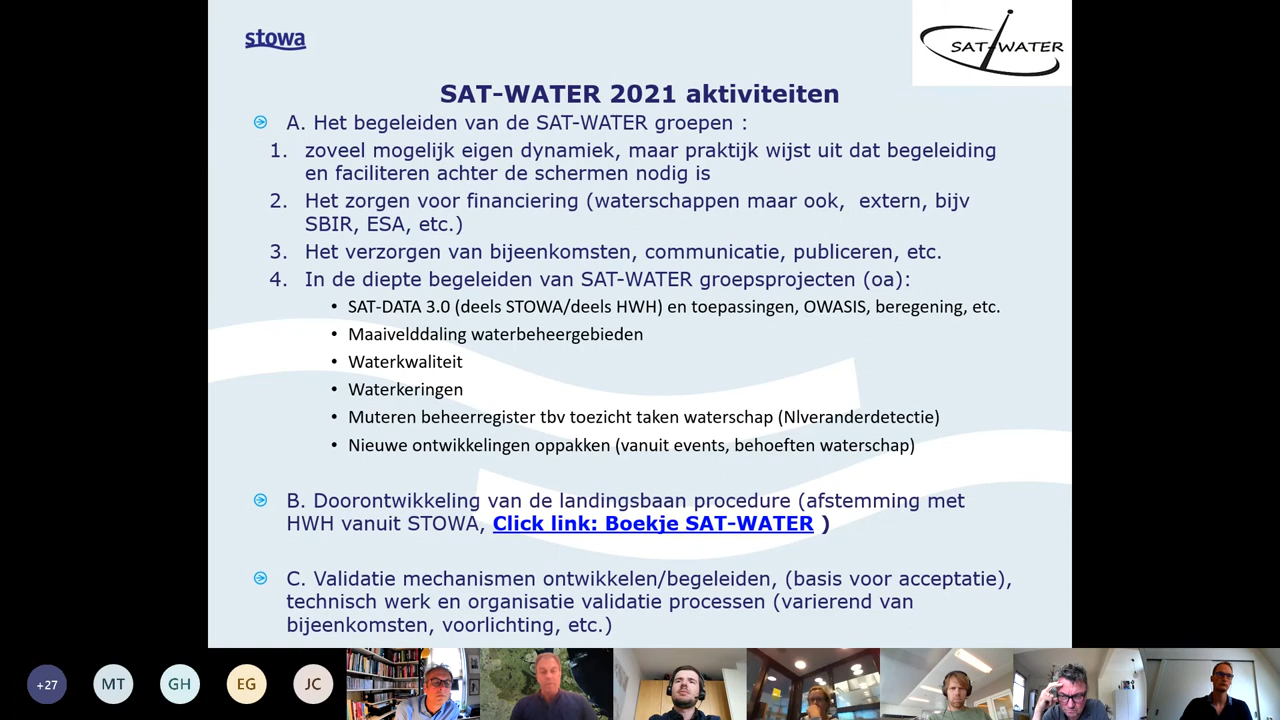 stowa
SAT-WATER
SAT-WATER 2021 aktiviteiten
A. Het begeleiden van de SAT-WATER groepen :
1. zoveel mogelijk eigen dynamiek, maar praktijk wijst uit dat begeleiding
en faciliteren achter de schermen nodig is
2. Het zorgen voor financiering (waterschappen maar ook, extern, bijv
SBIR, ESA, etc.)
3. Het verzorgen van bijeenkomsten, communicatie, publiceren, etc.
4. In de diepte begeleiden van SAT-WATER groepsprojecten (oa):
• SAT-DATA 3.0 (deels STOWA/deels HWH) en toepassingen, OWASIS, beregening, etc.
• Maaivelddaling waterbeheergebieden
• Waterkwaliteit
• Waterkeringen
• Muteren beheerregister tbv toezicht taken waterschap (Nlveranderdetectie)
• Nieuwe ontwikkelingen oppakken (vanuit events, behoeften waterschap)
B. Doorontwikkeling van de landingsbaan procedure (afstemming met
HWH vanuit STOWA, Click link: Boekje SAT-WATER )
C. Validatie mechanismen ontwikkelen/begeleiden, (basis voor acceptatie),
technisch werk en organisatie validatie processen (varierend van
bijeenkomsten, voorlichting, etc.)
+27 MT GH EG JC